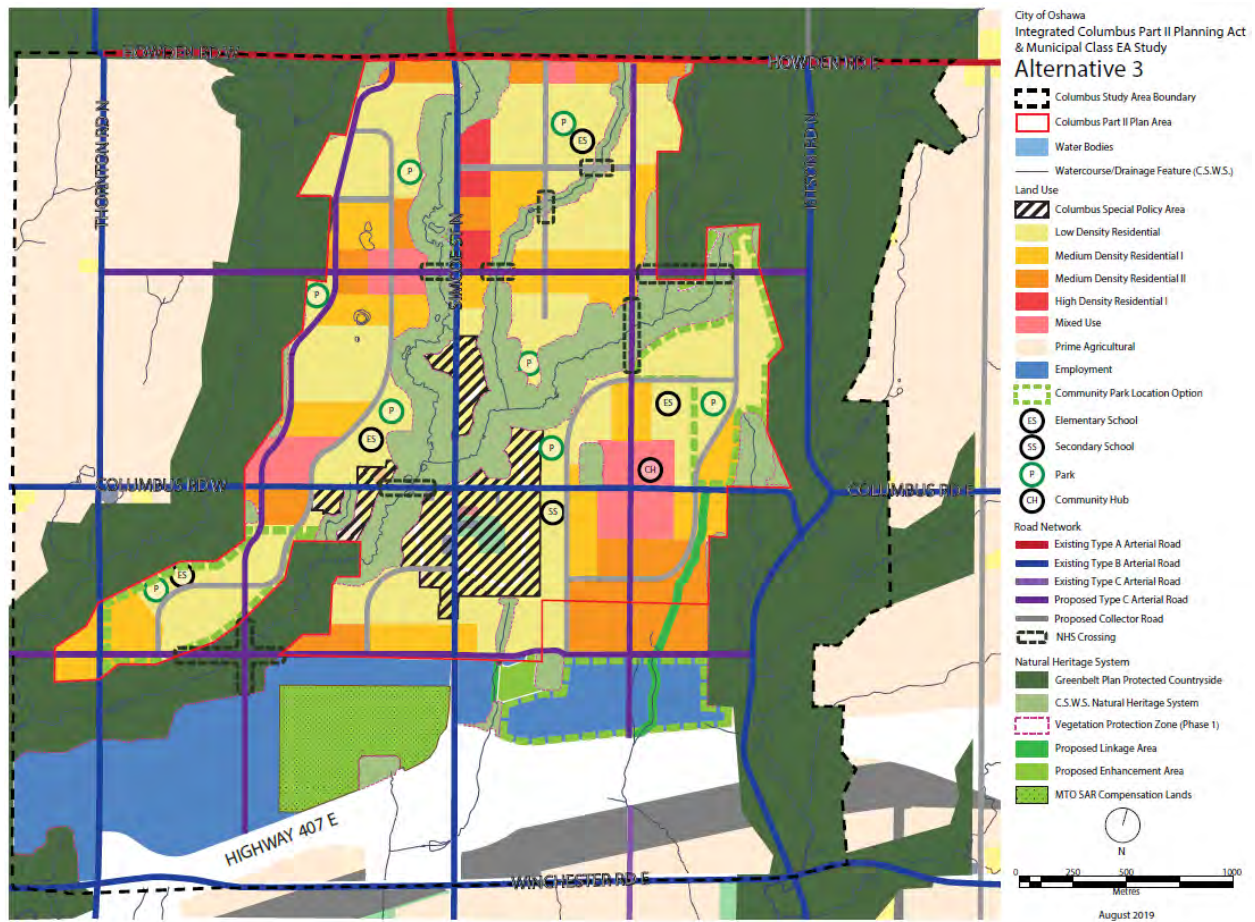 City of Oshawa
Integrated Columbus Part II Planning Act
& Municipal Class EA Study
Alternative 3
Columbus Study Area Boundary
Columbus Part II Plan Area
Water Bodies
Watercourse/Drainage Feature (C.S.W.S.)
Land Use
Columbus Special Policy Area
Low Density Residential
Medium Density Residential I
Medium Density Residential II
High Density Residential I
Mixed Use
Prime Agricultural
Employment
Community Park Location Option
ES Elementary School
SS Secondary School
P Park
CH Community Hub
Road Network
Existing Type A Arterial Road
Existing Type B Arterial Road
Existing Type C Arterial Road
Proposed Type C Arterial Road
Proposed Collector Road
NHS Crossing
Natural Heritage System
Greenbelt Plan Protected Countryside
C.S.W.S. Natural Heritage System
Vegetation Protection Zone (Phase 1)
Proposed Linkage Area
Proposed Enhancement Area
MTO SAR Compensation Lands
N
0 250 500 1000
Metres
August 2019
HOWDEN RD W
HOWDEN RD E
THORNTON RD N
SIMCOE ST N
RITSON RD N
P
ES
P
P
P
P
ES
ES
P
P
CH
COLUMBUS RD W
COLUMBUS RD E
SS
ES
P
HIGHWAY 407 E
WINCHESTER RD E